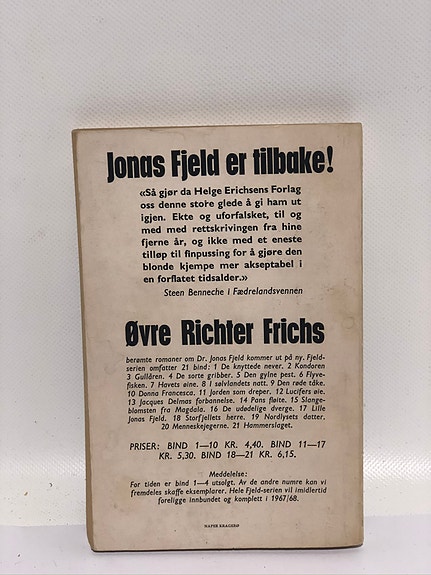 Jonas Fjeld er tilbake!
«Så gjør da Helge Erichsens Forlag
oss denne store glede å gi ham ut
igjen. Ekte og uforfalsket, til og
med med rettskrivingen fra hine
fjerne år, og ikke med et eneste
tilløp til finpussing for å gjøre den
blonde kjempe mer akseptabel i
en forflatet tidsalder.»
Steen Benneche i Fædrelandsvennen
Øvre Richter Frichs
berømte romaner om Dr. Jonas Fjeld kommer ut på ny. Fjeld-
serien omfatter 21 bind: 1 De knyttede never. 2 Kondoren
3 Gullåren. 4 De sorte gribber. 5 Den gylne pest. 6 Flyve-
fisken. 7 Havets øine. 8 I sølvlandets natt. 9 Den røde tåke.
10 Donna Francesca. 11 Jorden som dreper. 12 Lucifers øie.
13 Jacques Delmas forbannelse. 14 Pans fløite. 15 Slange-
blomsten fra Magdala. 16 De udødelige dverge. 17 Lille
Jonas Fjeld. 18 Storfjellets herre. 19 Nordlysets datter.
20 Menneskejegerne. 21 Hammerslaget.
PRISER: BIND 1—10 KR. 4,40. BIND 11—17
KR. 5,30. BIND 18—21 KR. 6,15.
Meddelelse:
For tiden er bind 1—4 utsolgt. Av de andre numre kan vi
fremdeles skaffe eksemplarer. Hele Fjeld-serien vil imidlertid
foreligge innbundet og komplett i 1967/68.
NAPER KRAGERØ